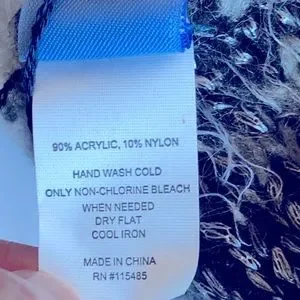 90% ACRYLIC, 10% NYLON
HAND WASH COLD
ONLY NON-CHLORINE BLEACH
WHEN NEEDED
DRY FLAT
COOL IRON
MADE IN CHINA
RN #115485